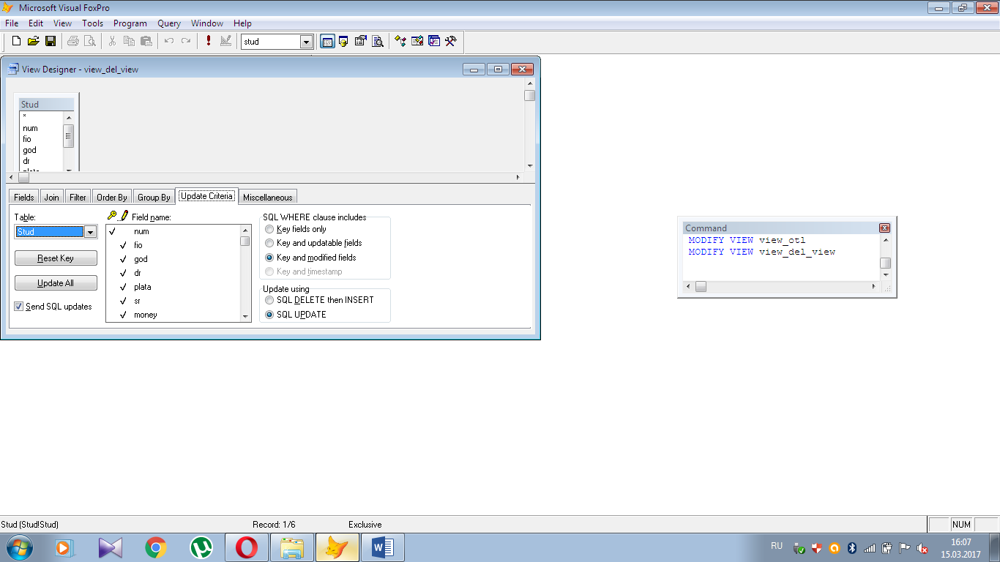 Microsoft Visual FoxPro
File Edit View Tools Program Query Window Help
stud
View Designer - view_del_view
Stud
*
num
fio
god
dr
plata
Fields Join Filter Order By Group By Update Criteria Miscellaneous
Table:
Stud
Reset Key
Update All
Send SQL updates
Field name:
num
fio
god
dr
plata
sr
money
SQL WHERE clause includes
Key fields only
Key and updatable fields
Key and modified fields
Key and timestamp
Update using
SQL DELETE then INSERT
SQL UPDATE
Command
MODIFY VIEW view_otl
MODIFY VIEW view_del_view
Stud (Stud!Stud) Record: 1/6 Exclusive NUM
RU
16:07
15.03.2017